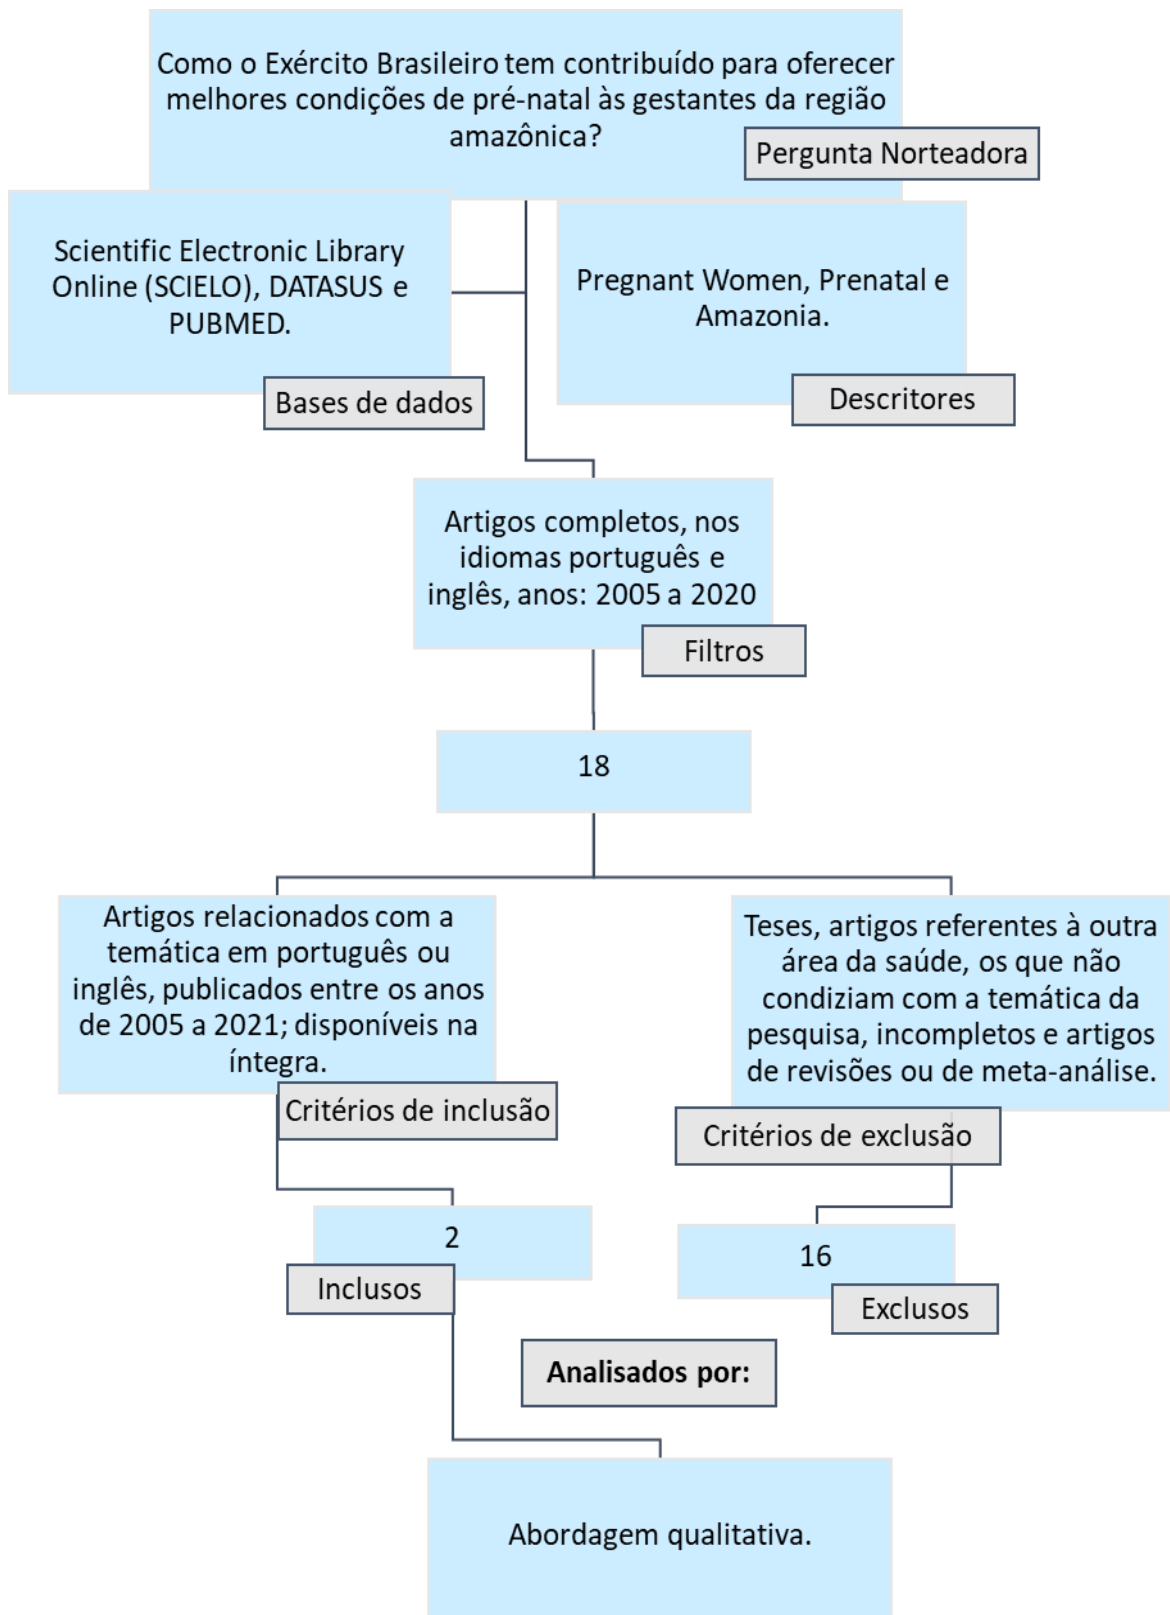 Como o Exército Brasileiro tem contribuído para oferecer
melhores condições de pré-natal às gestantes da região
amazônica?
Pergunta Norteadora
Scientific Electronic Library
Online (SCIELO), DATASUS e
PUBMED.
Bases de dados
Pregnant Women, Prenatal e
Amazonia.
Descritores
Artigos completos, nos
idiomas português e
inglês, anos: 2005 a 2020
Filtros
18
Artigos relacionados com a
temática em português ou
inglês, publicados entre os anos
de 2005 a 2021; disponíveis na
íntegra.
Critérios de inclusão
Teses, artigos referentes à outra
área da saúde, os que não
condiziam com a temática da
pesquisa, incompletos e artigos
de revisões ou de meta-análise.
Critérios de exclusão
2
Inclusos
16
Exclusos
Analisados por:
Abordagem qualitativa.